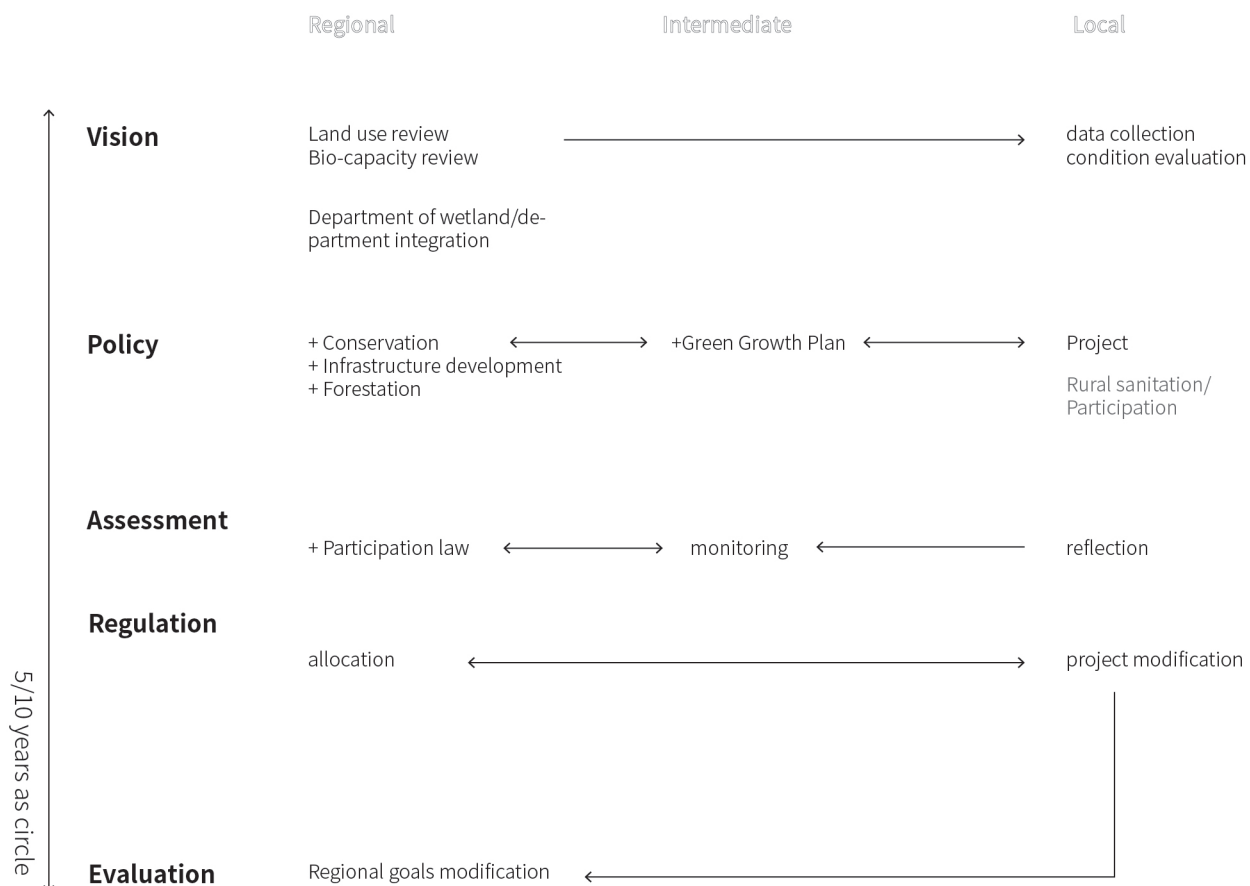 Regional
Intermediate
Local
Vision
Land use review
Bio-capacity review
data collection
condition evaluation
Department of wetland/de-
partment integration
Policy
+ Conservation
+ Infrastructure development
+ Forestation
+Green Growth Plan
Project
Rural sanitation/
Participation
Assessment
+ Participation law
monitoring
reflection
Regulation
allocation
project modification
5/10 years as circle
Evaluation
Regional goals modification